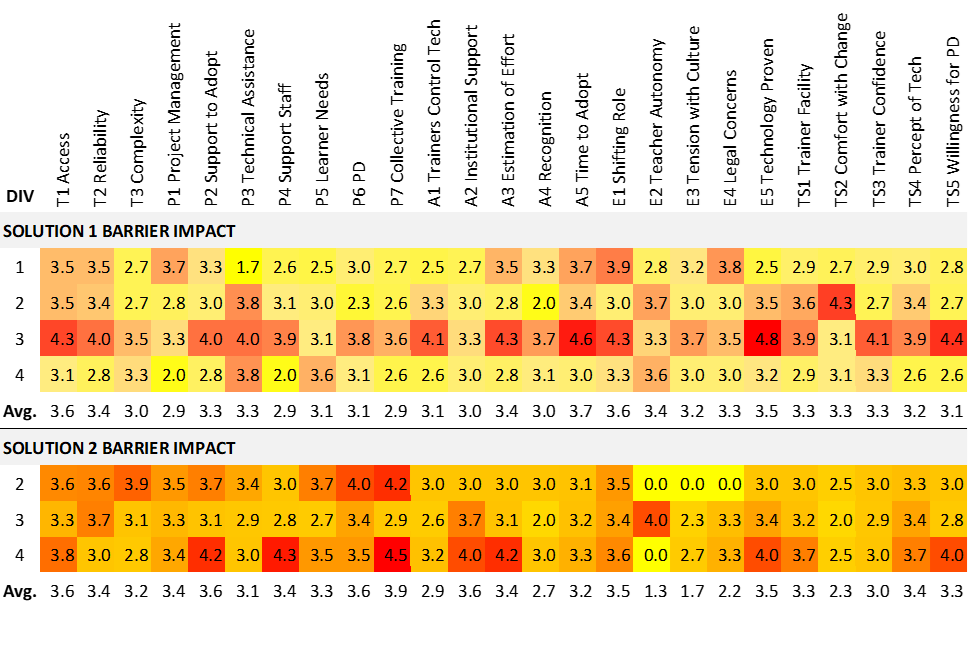 DIV T1 Access T2 Reliability T3 Complexity P1 Project Management P2 Support to Adopt P3 Technical Assistance P4 Support Staff P5 Learner Needs P6 PD P7 Collective Training A1 Trainers Control Tech A2 Institutional Support A3 Estimation of Effort A4 Recognition A5 Time to Adopt E1 Shifting Role E2 Teacher Autonomy E3 Tension with Culture E4 Legal Concerns E5 Technology Proven TS1 Trainer Facility TS2 Comfort with Change TS3 Trainer Confidence TS4 Percept of Tech TS5 Willingness for PD
SOLUTION 1 BARRIER IMPACT
1 3.5 3.5 2.7 3.7 3.3 1.7 2.6 2.5 3.0 2.7 2.5 2.7 3.5 3.3 3.7 3.9 2.8 3.2 3.8 2.5 2.9 2.7 2.9 3.0 2.8
2 3.5 3.4 2.7 2.8 3.0 3.8 3.1 3.0 2.3 2.6 3.3 3.0 2.8 2.0 3.4 3.0 3.7 3.0 3.0 3.5 3.6 4.3 2.7 3.4 2.7
3 4.3 4.0 3.5 3.3 4.0 4.0 3.9 3.1 3.8 3.6 4.1 3.3 4.3 3.7 4.6 4.3 3.3 3.7 3.5 4.8 3.9 3.1 4.1 3.9 4.4
4 3.1 2.8 3.3 2.0 2.8 3.8 2.0 3.6 3.1 2.6 2.6 3.0 2.8 3.1 3.0 3.3 3.6 3.0 3.0 3.2 2.9 3.1 3.3 2.6 2.6
Avg. 3.6 3.4 3.0 2.9 3.3 3.3 2.9 3.1 3.1 2.9 3.1 3.0 3.4 3.0 3.7 3.6 3.4 3.2 3.3 3.5 3.3 3.3 3.3 3.2 3.1
SOLUTION 2 BARRIER IMPACT
2 3.6 3.6 3.9 3.5 3.7 3.4 3.0 3.7 4.0 4.2 3.0 3.0 3.0 3.0 3.1 3.5 0.0 0.0 0.0 3.0 3.0 2.5 3.0 3.3 3.0
3 3.3 3.7 3.1 3.3 3.1 2.9 2.8 2.7 3.4 2.9 2.6 3.7 3.1 2.0 3.2 3.4 4.0 2.3 3.3 3.4 3.2 2.0 2.9 3.4 2.8
4 3.8 3.0 2.8 3.4 4.2 3.0 4.3 3.5 3.5 4.5 3.2 4.0 4.2 3.0 3.3 3.6 0.0 2.7 3.3 4.0 3.7 2.5 3.0 3.7 4.0
Avg. 3.6 3.4 3.2 3.4 3.6 3.1 3.4 3.3 3.6 3.9 2.9 3.6 3.4 2.7 3.2 3.5 1.3 1.7 2.2 3.5 3.3 2.3 3.0 3.4 3.3